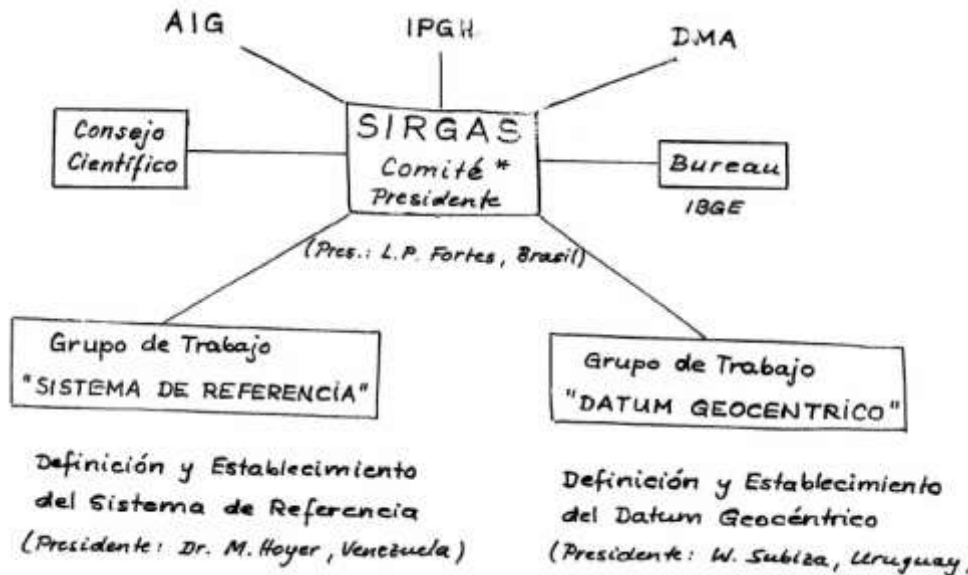 AIG
IPGH
DMA
Consejo
Científico
SIRGAS
Comité *
Presidente
Bureau
IBGE
(Pres.: L.P. Fortes, Brasil)
Grupo de Trabajo
"SISTEMA DE REFERENCIA"
Grupo de Trabajo
"DATUM GEOCENTRICO"
Definición y Establecimiento
del Sistema de Referencia
(Presidente: Dr. M. Hoyer, Venezuela)
Definición y Establecimiento
del Datum Geocéntrico
(Presidente: W. Subiza, Uruguay,